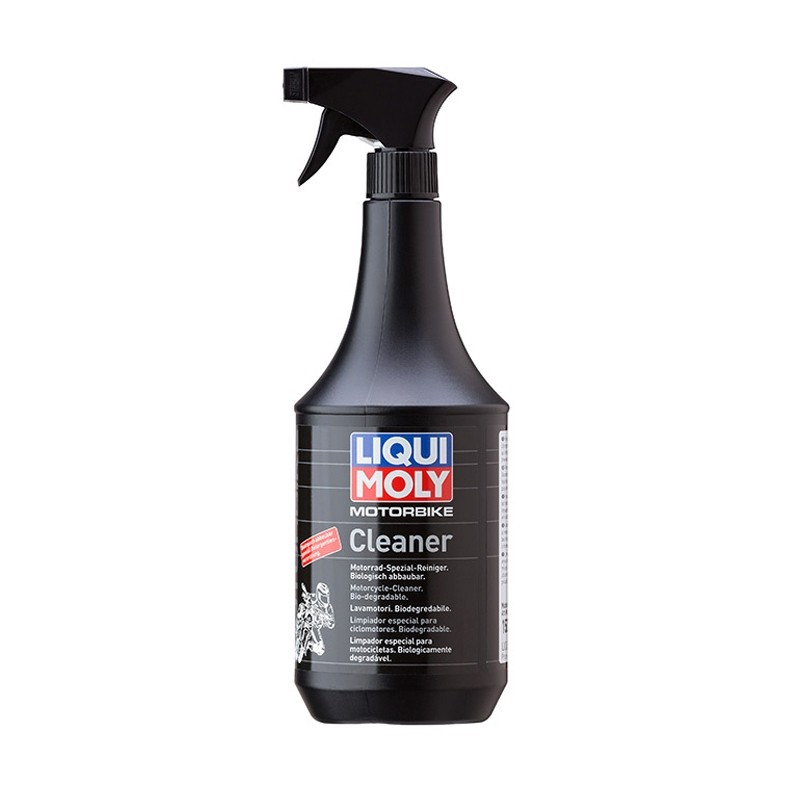 LIQUI
MOLY
MOTORBIKE
Cleaner
Motorrad-Spezial-Reiniger.
Biologisch abbaubar.
Motorcycle-Cleaner.
Bio-degradable.
Lavamotori. Biodegredabile.
Limpiador especial para
ciclomotores. Biodegradable.
Limpador especial para
motocicletas. Biologicamente
degradável.